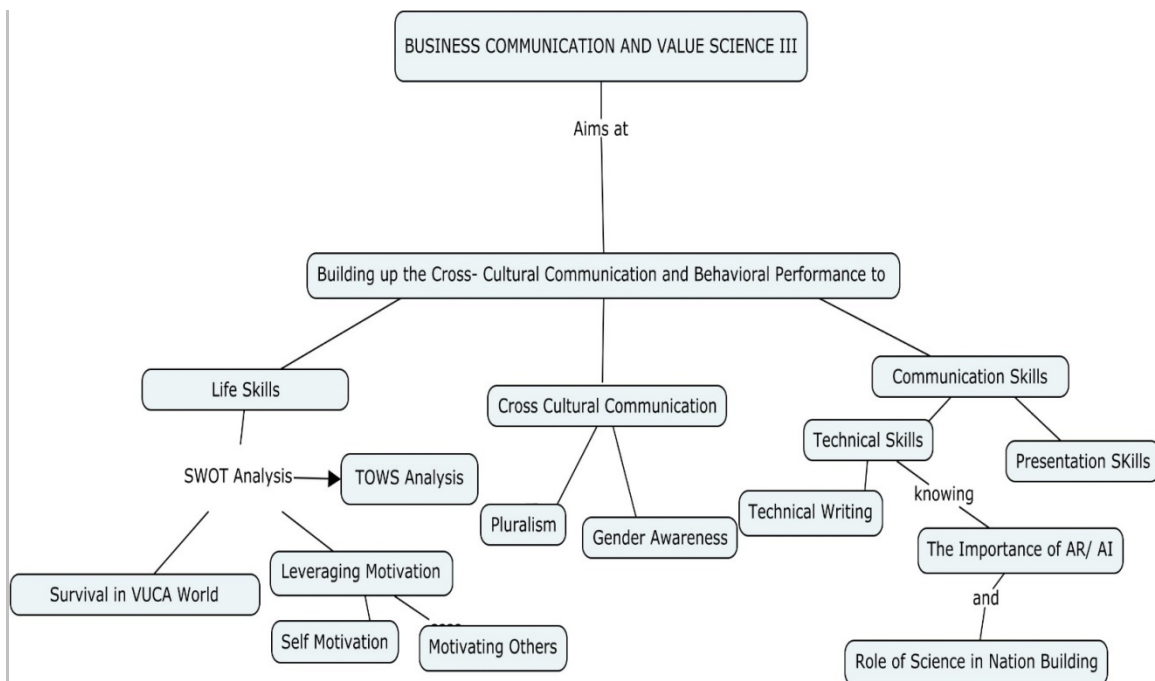 BUSINESS COMMUNICATION AND VALUE SCIENCE III
Aims at
Building up the Cross- Cultural Communication and Behavioral Performance to
Life Skills
Cross Cultural Communication
Communication Skills
Technical Skills
Presentation SKills
SWOT Analysis
TOWS Analysis
knowing
Technical Writing
Pluralism
Gender Awareness
The Importance of AR/ AI
Leveraging Motivation
Survival in VUCA World
and
Self Motivation
Motivating Others
Role of Science in Nation Building